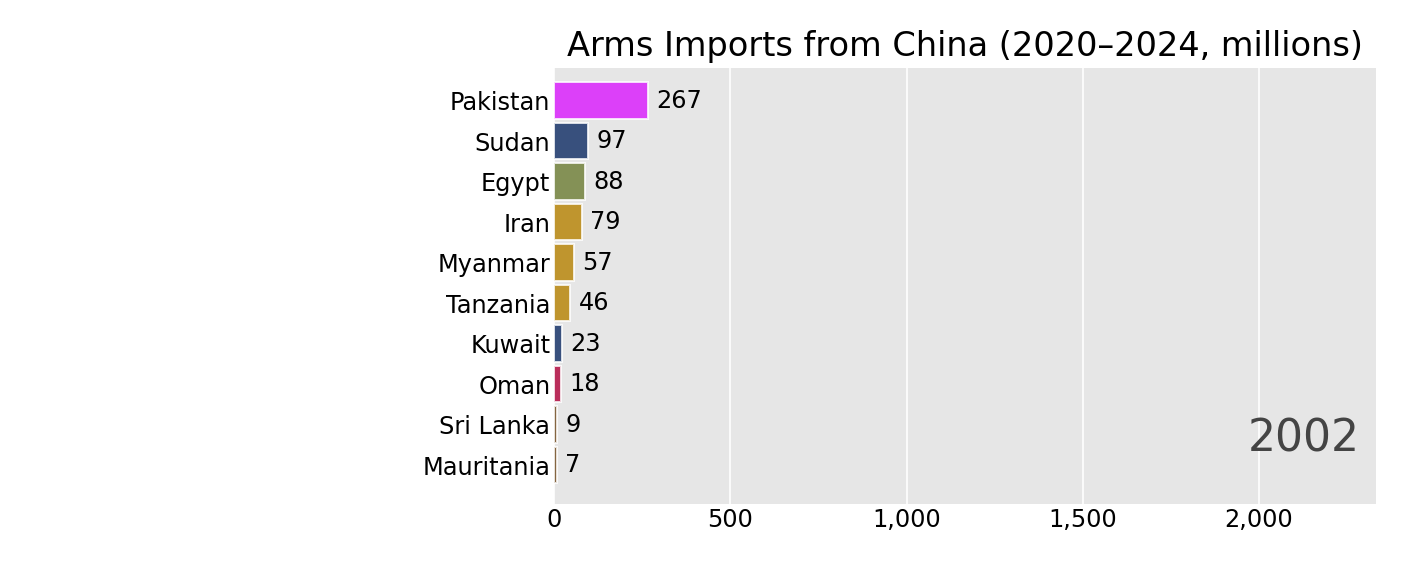 Arms Imports from China (2020–2024, millions)
Pakistan 267
Sudan 97
Egypt 88
Iran 79
Myanmar 57
Tanzania 46
Kuwait 23
Oman 18
Sri Lanka 9
Mauritania 7
2002
0 500 1,000 1,500 2,000